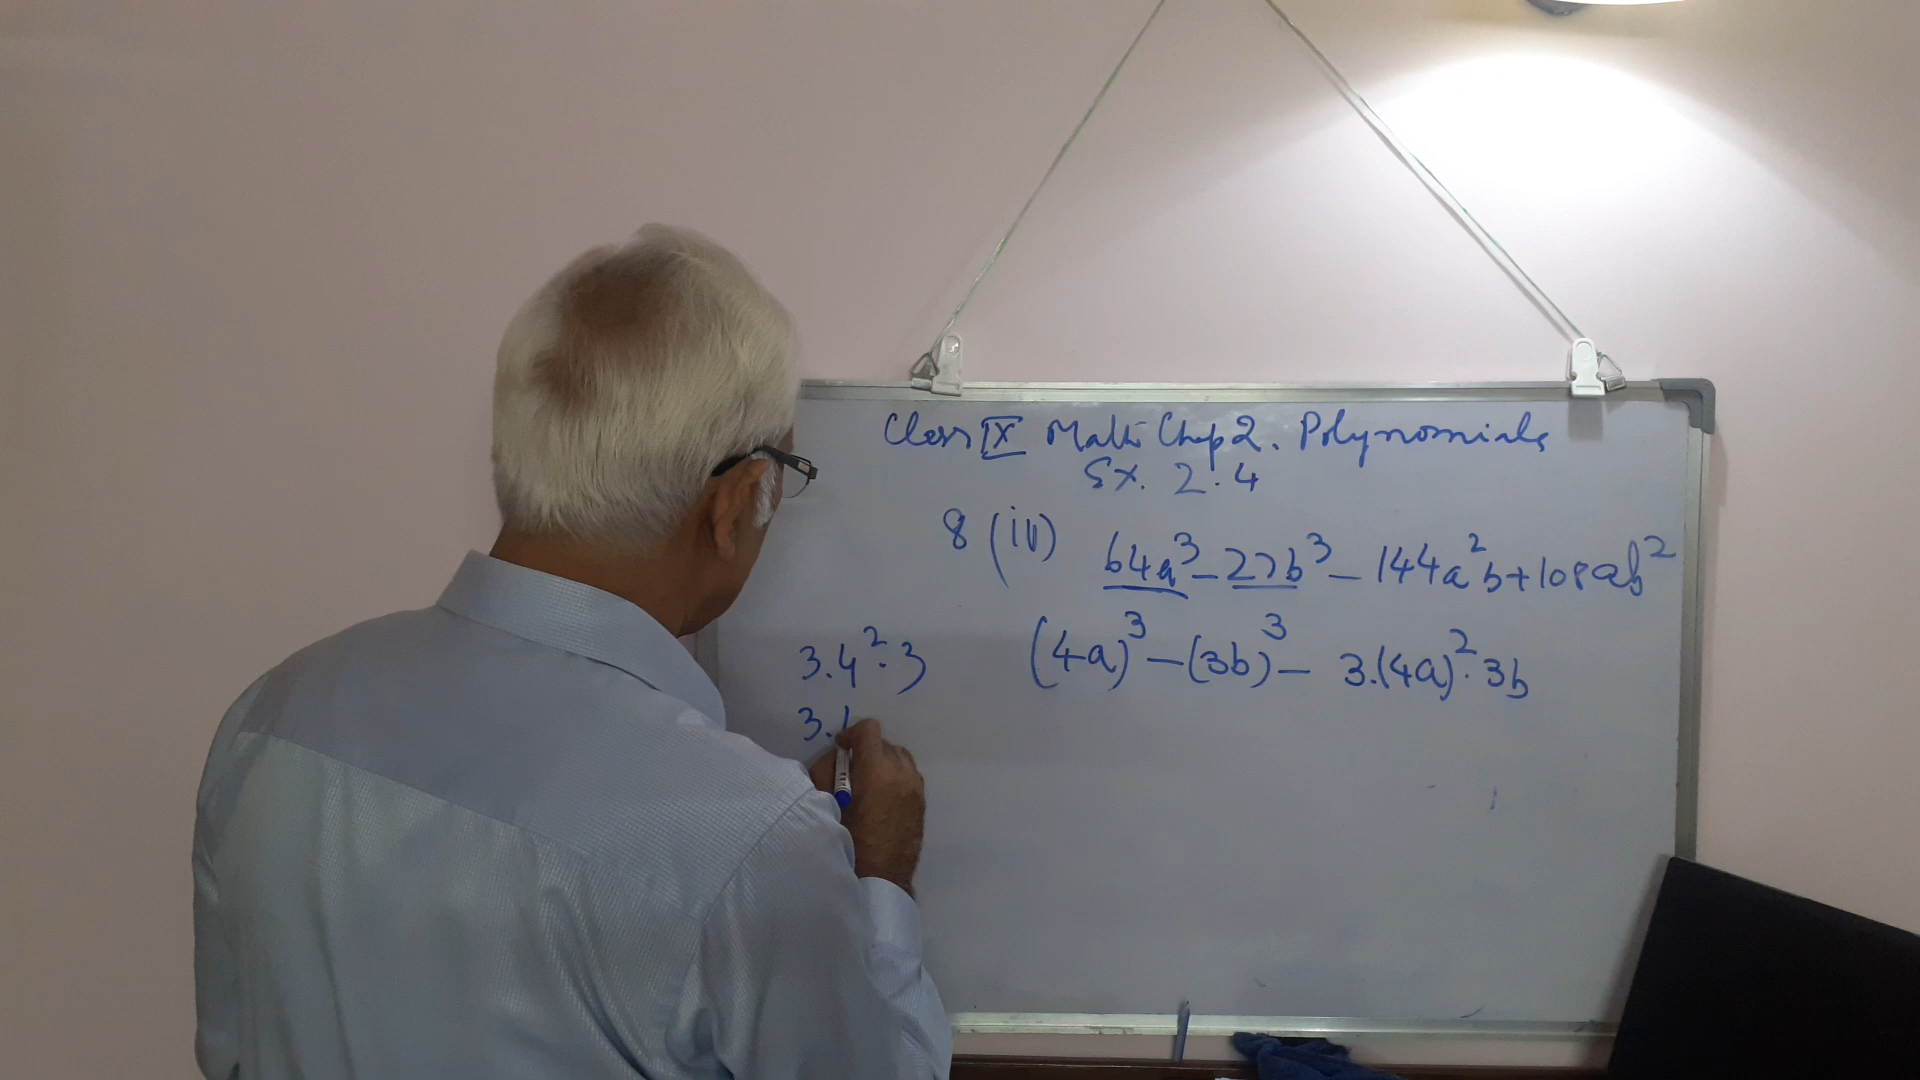 Class IX Math Chap 2. Polynomials
Ex. 2.4
8 (iv) 64a³ - 27b³ - 144a²b + 108ab²
3.4².3 (4a)³ - (3b)³ - 3.(4a)².3b
3.